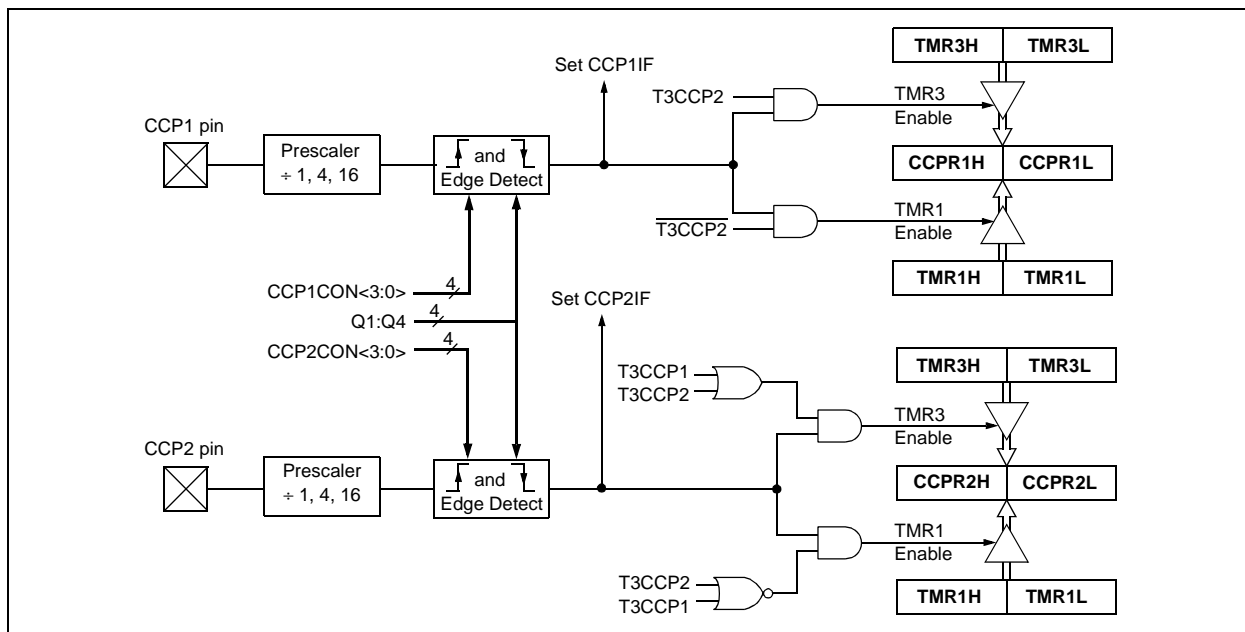 TMR3H TMR3L
Set CCP1IF
T3CCP2
TMR3
Enable
CCP1 pin
Prescaler
÷ 1, 4, 16
and
Edge Detect
CCPR1H CCPR1L
T3CCP2
TMR1
Enable
TMR1H TMR1L
CCP1CON<3:0>
4
Q1:Q4
4
CCP2CON<3:0>
4
Set CCP2IF
TMR3H TMR3L
T3CCP1
T3CCP2
TMR3
Enable
CCP2 pin
Prescaler
÷ 1, 4, 16
and
Edge Detect
CCPR2H CCPR2L
TMR1
Enable
T3CCP2
T3CCP1
TMR1H TMR1L